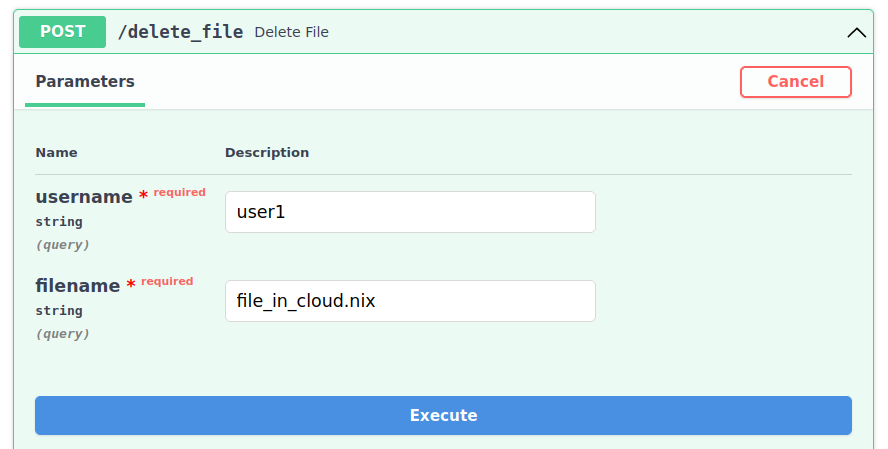 POST /delete_file Delete File
Parameters Cancel
Name Description
username * required
string
(query)
user1
filename * required
string
(query)
file_in_cloud.nix
Execute